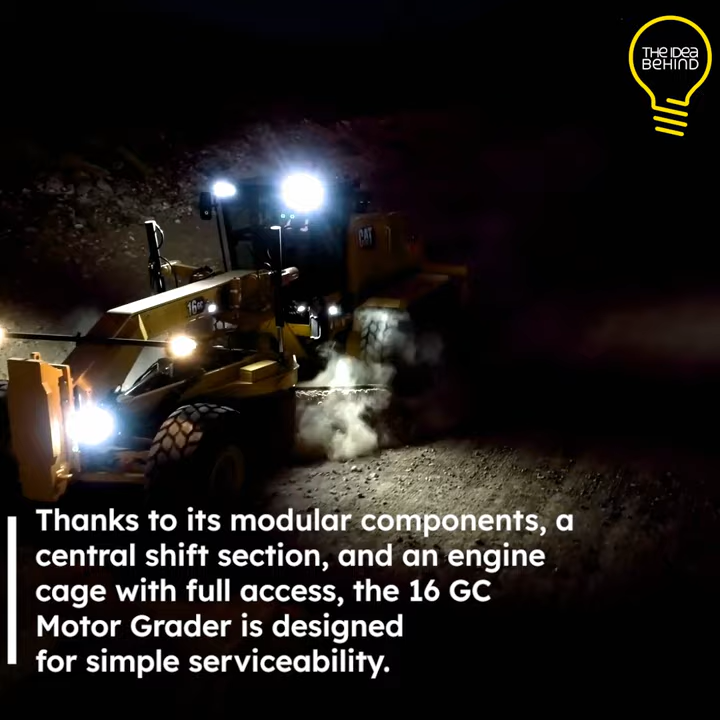 THE IDEA
BEHIND
CAT
16GC
Thanks to its modular components, a
central shift section, and an engine
cage with full access, the 16 GC
Motor Grader is designed
for simple serviceability.